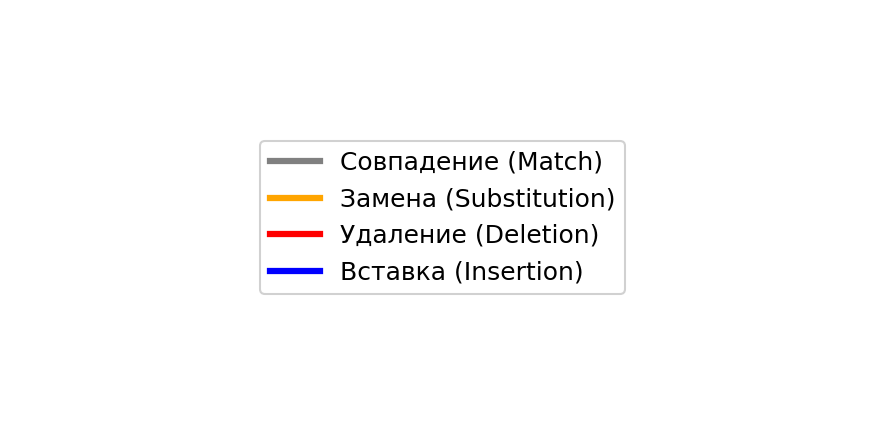 Совпадение (Match)
Замена (Substitution)
Удаление (Deletion)
Вставка (Insertion)